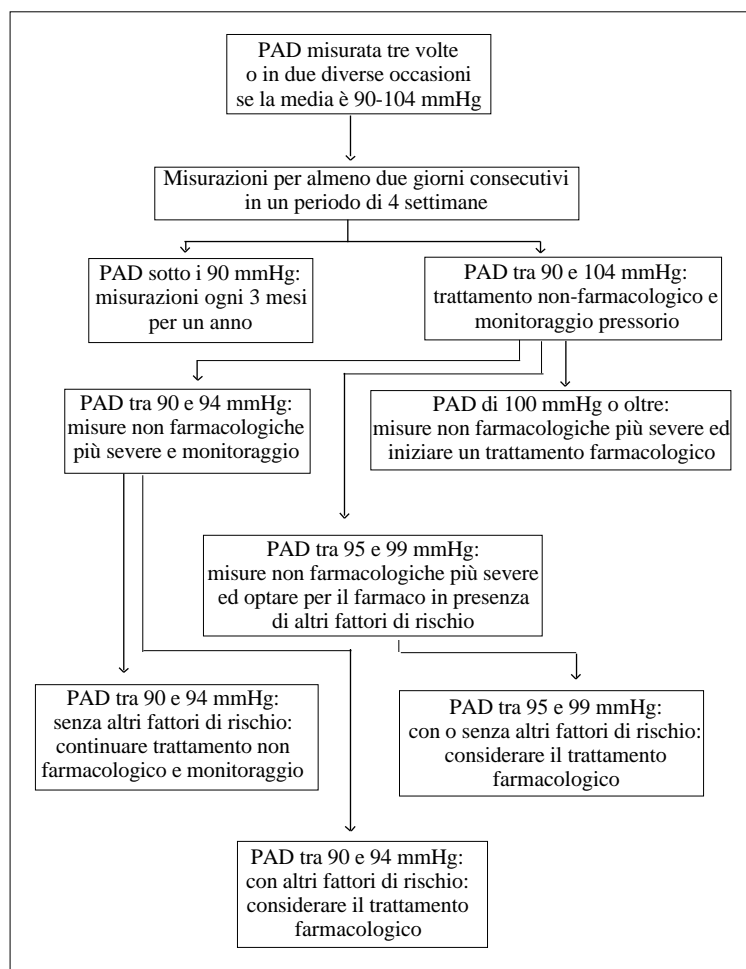 PAD misurata tre volte
o in due diverse occasioni
se la media è 90-104 mmHg
Misurazioni per almeno due giorni consecutivi
in un periodo di 4 settimane
PAD sotto i 90 mmHg:
misurazioni ogni 3 mesi
per un anno
PAD tra 90 e 104 mmHg:
trattamento non-farmacologico e
monitoraggio pressorio
PAD tra 90 e 94 mmHg:
misure non farmacologiche
più severe e monitoraggio
PAD di 100 mmHg o oltre:
misure non farmacologiche più severe ed
iniziare un trattamento farmacologico
PAD tra 95 e 99 mmHg:
misure non farmacologiche più severe
ed optare per il farmaco in presenza
di altri fattori di rischio
PAD tra 90 e 94 mmHg:
senza altri fattori di rischio:
continuare trattamento non
farmacologico e monitoraggio
PAD tra 95 e 99 mmHg:
con o senza altri fattori di rischio:
considerare il trattamento
farmacologico
PAD tra 90 e 94 mmHg:
con altri fattori di rischio:
considerare il trattamento
farmacologico